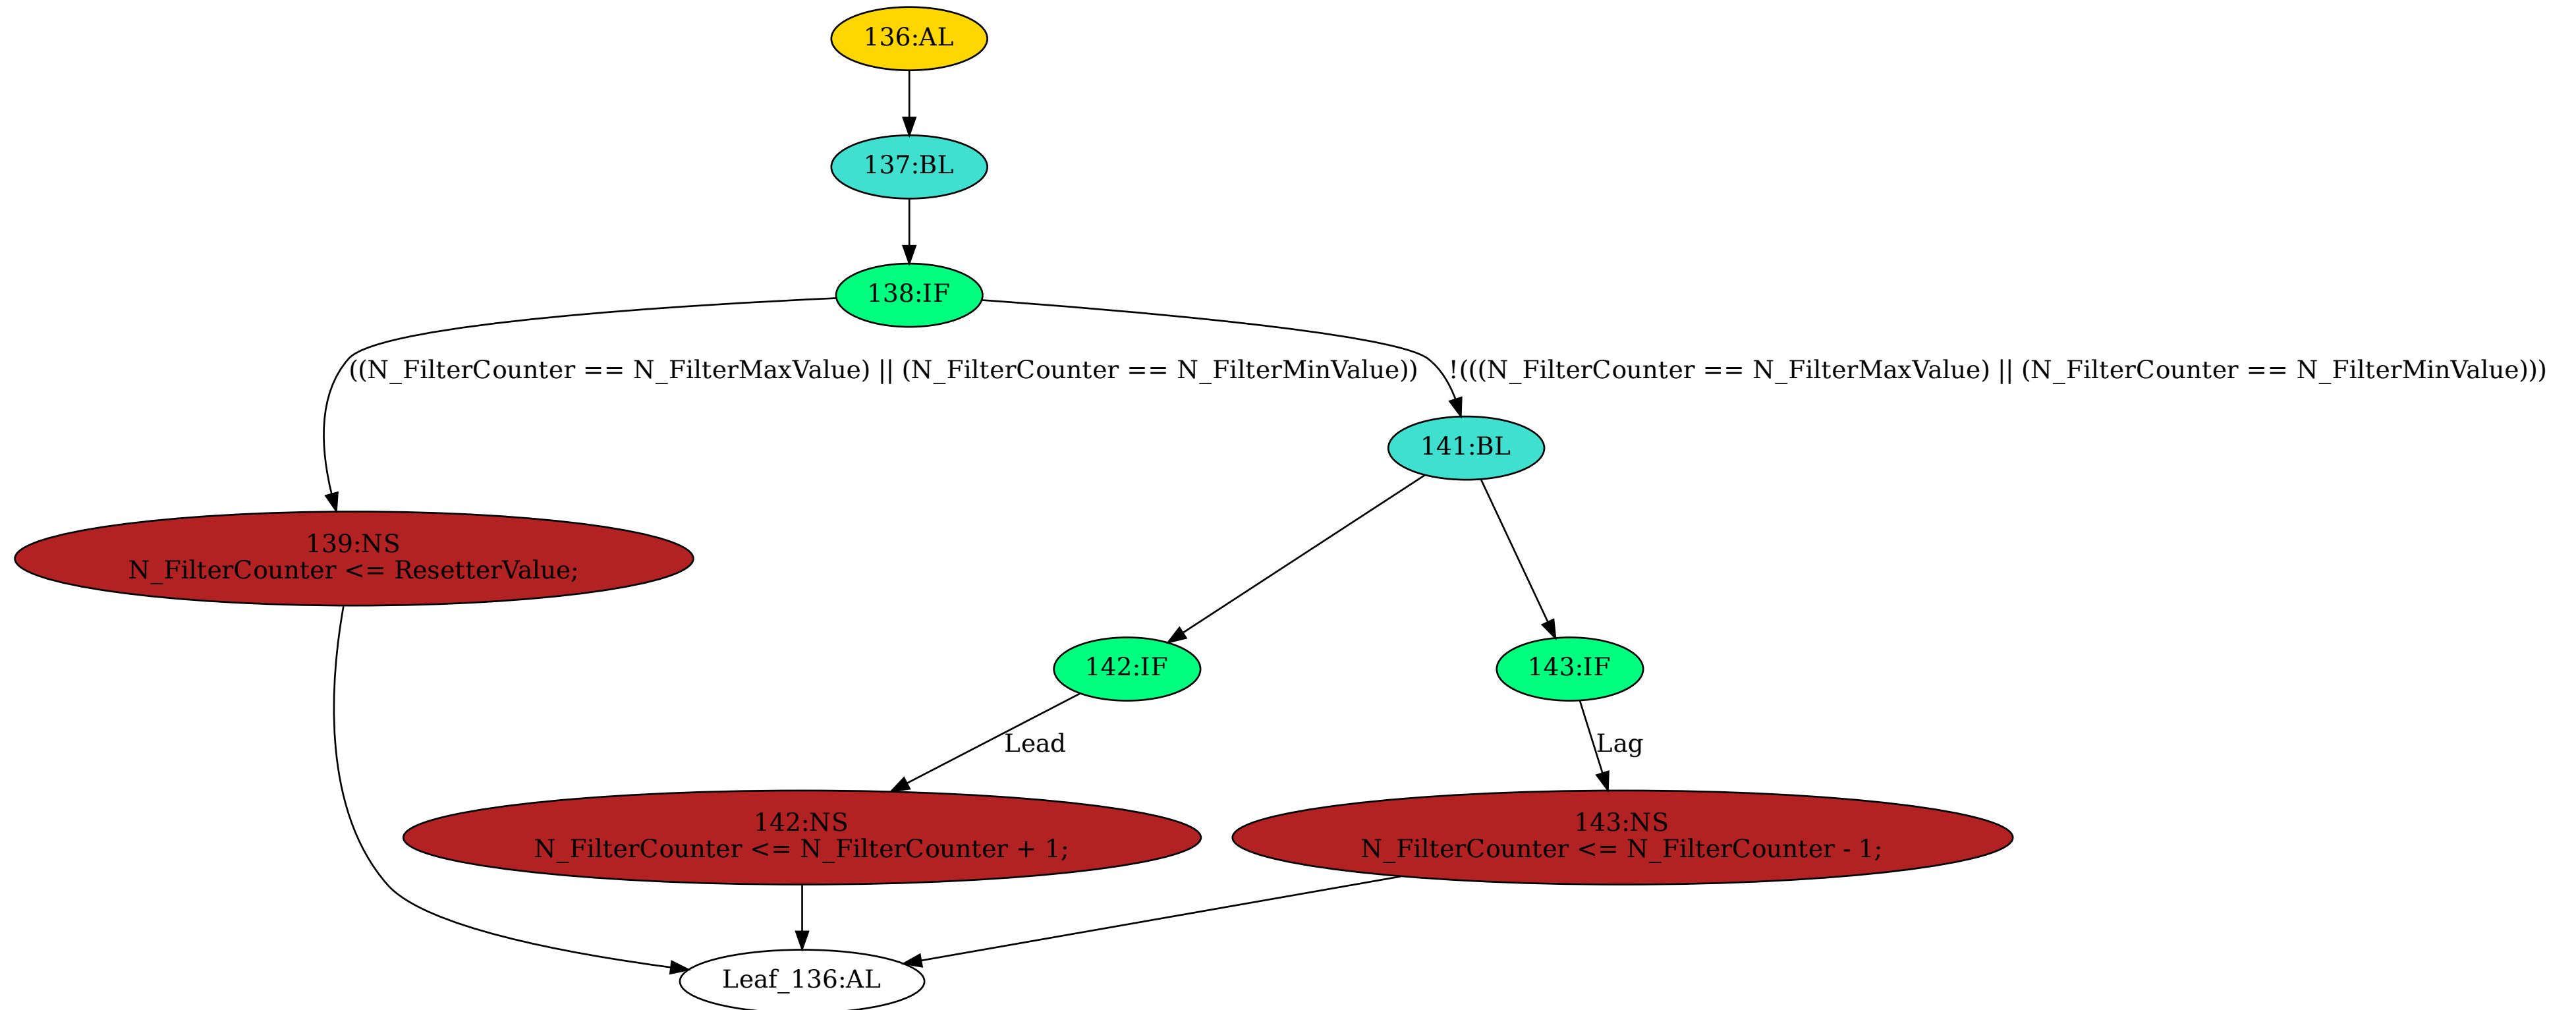 136:AL
137:BL
138:IF
((N_FilterCounter == N_FilterMaxValue) || (N_FilterCounter == N_FilterMinValue))
!(((N_FilterCounter == N_FilterMaxValue) || (N_FilterCounter == N_FilterMinValue)))
141:BL
139:NS
N_FilterCounter <= ResetterValue;
142:IF
143:IF
Lead
Lag
142:NS
N_FilterCounter <= N_FilterCounter + 1;
143:NS
N_FilterCounter <= N_FilterCounter - 1;
Leaf_136:AL